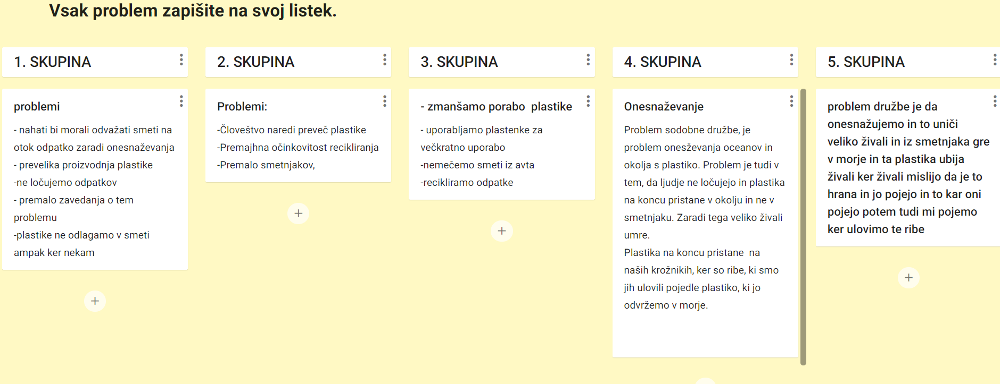 Vsak problem zapišite na svoj listek.
1. SKUPINA
problemi
- nahati bi morali odvažati smeti na
otok odpatko zaradi onesnaževanja
- prevelika proizvodnja plastike
-ne ločujemo odpatkov
- premalo zavedanja o tem
problemu
-plastike ne odlagamo v smeti
ampak ker nekam
2. SKUPINA
Problemi:
-Človeštvo naredi preveč plastike
-Premajhna očinkovitost recikliranja
-Premalo smetnjakov,
3. SKUPINA
- zmanšamo porabo  plastike
- uporabljamo plastenke za
večkratno uporabo
-nemečemo smeti iz avta
-recikliramo odpatke
4. SKUPINA
Onesnaževanje
Problem sodobne družbe, je
problem onesževanja oceanov in
okolja s plastiko. Problem je tudi v
tem, da ljudje ne ločujejo in plastika
na koncu pristane v okolju in ne v
smetnjaku. Zaradi tega veliko živali
umre.
Plastika na koncu pristane  na
naših krožnikih, ker so ribe, ki smo
jih ulovili pojedle plastiko, ki jo
odvržemo v morje.
5. SKUPINA
problem družbe je da
onesnažujemo in to uniči
veliko živali in iz smetnjaka gre
v morje in ta plastika ubija
živali ker živali mislijo da je to
hrana in jo pojejo in to kar oni
pojejo potem tudi mi pojemo
ker ulovimo te ribe